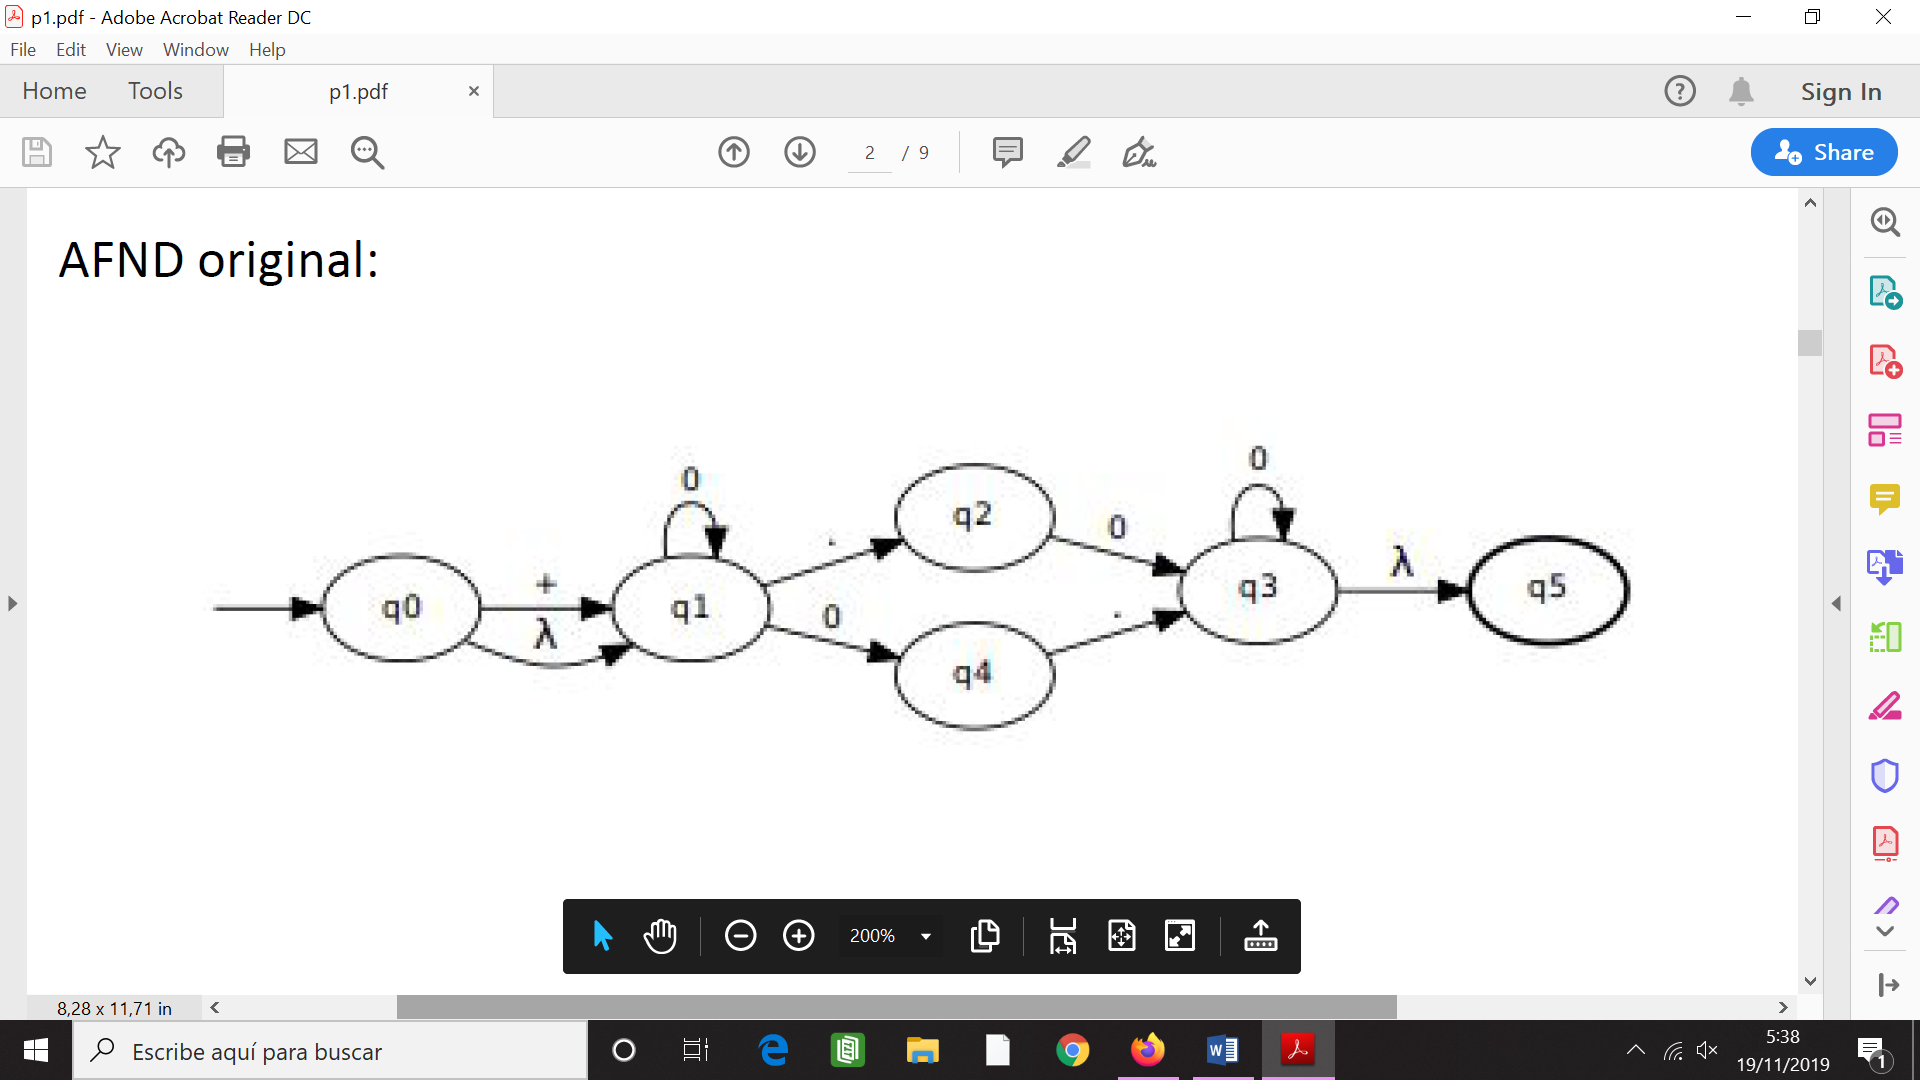 p1.pdf - Adobe Acrobat Reader DC
File Edit View Window Help
Home Tools p1.pdf × ? Sign In
2 / 9 Share
AFND original:
0
0
q2
.
0
λ
+
q0
q1
q3
q5
λ
0
.
q4
200%
8,28 x 11,71 in
Escribe aquí para buscar
5:38
19/11/2019
1